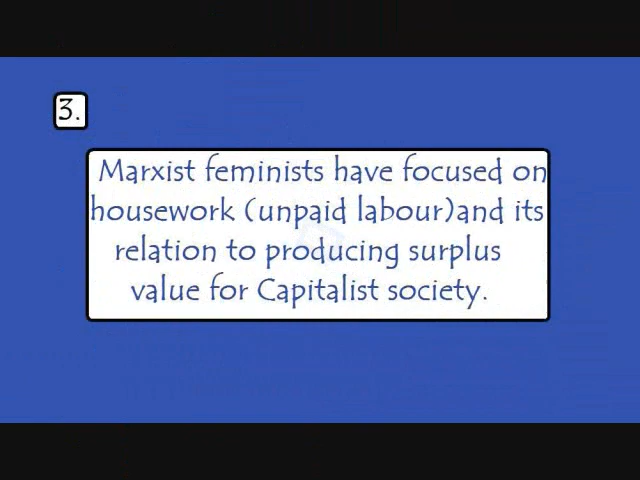 3.
Marxist feminists have focused on
housework (unpaid labour)and its
relation to producing surplus
value for Capitalist society.